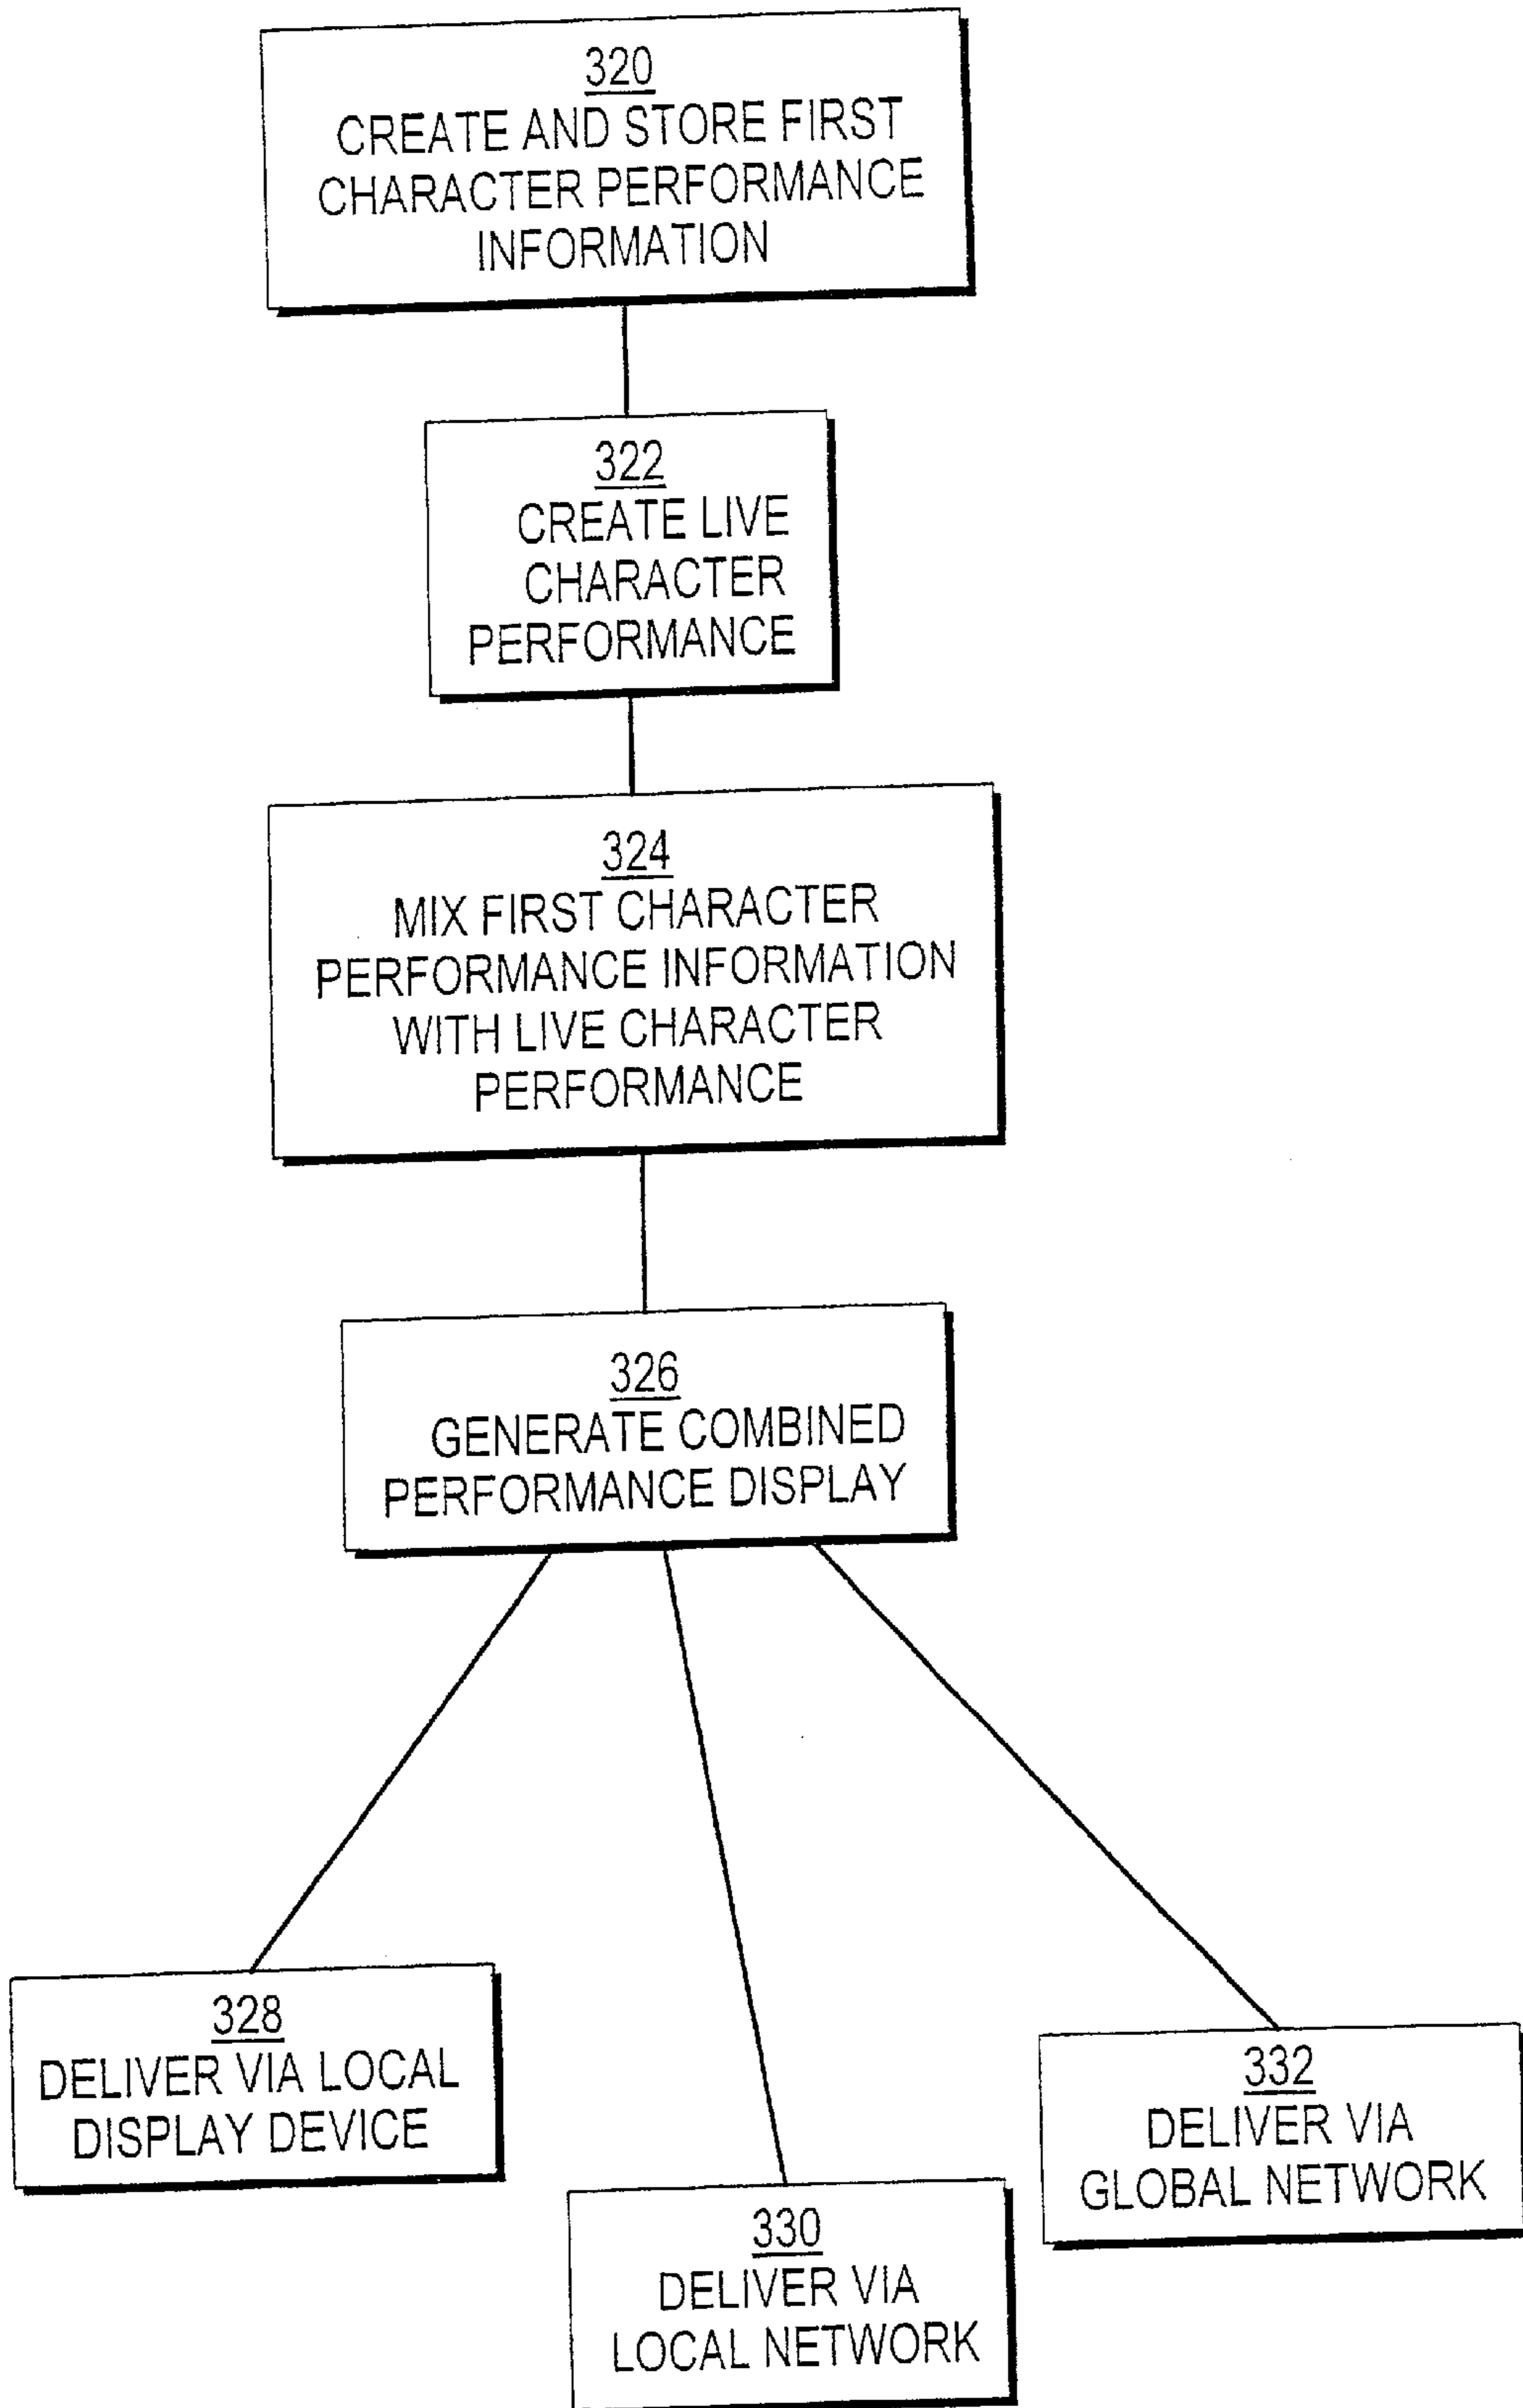 320
CREATE AND STORE FIRST
CHARACTER PERFORMANCE
INFORMATION
322
CREATE LIVE
CHARACTER
PERFORMANCE
324
MIX FIRST CHARACTER
PERFORMANCE INFORMATION
WITH LIVE CHARACTER
PERFORMANCE
326
GENERATE COMBINED
PERFORMANCE DISPLAY
328
DELIVER VIA LOCAL
DISPLAY DEVICE
330
DELIVER VIA
LOCAL NETWORK
332
DELIVER VIA
GLOBAL NETWORK